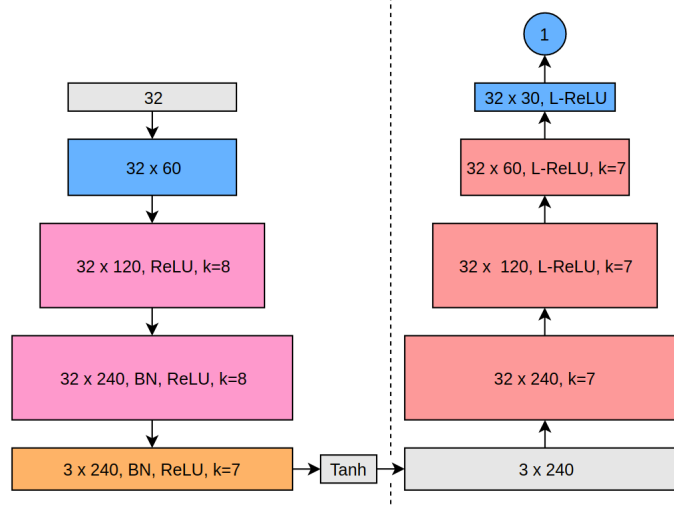 32
32 x 60
32 x 120, ReLU, k=8
32 x 240, BN, ReLU, k=8
3 x 240, BN, ReLU, k=7
Tanh
1
32 x 30, L-ReLU
32 x 60, L-ReLU, k=7
32 x 120, L-ReLU, k=7
32 x 240, k=7
3 x 240